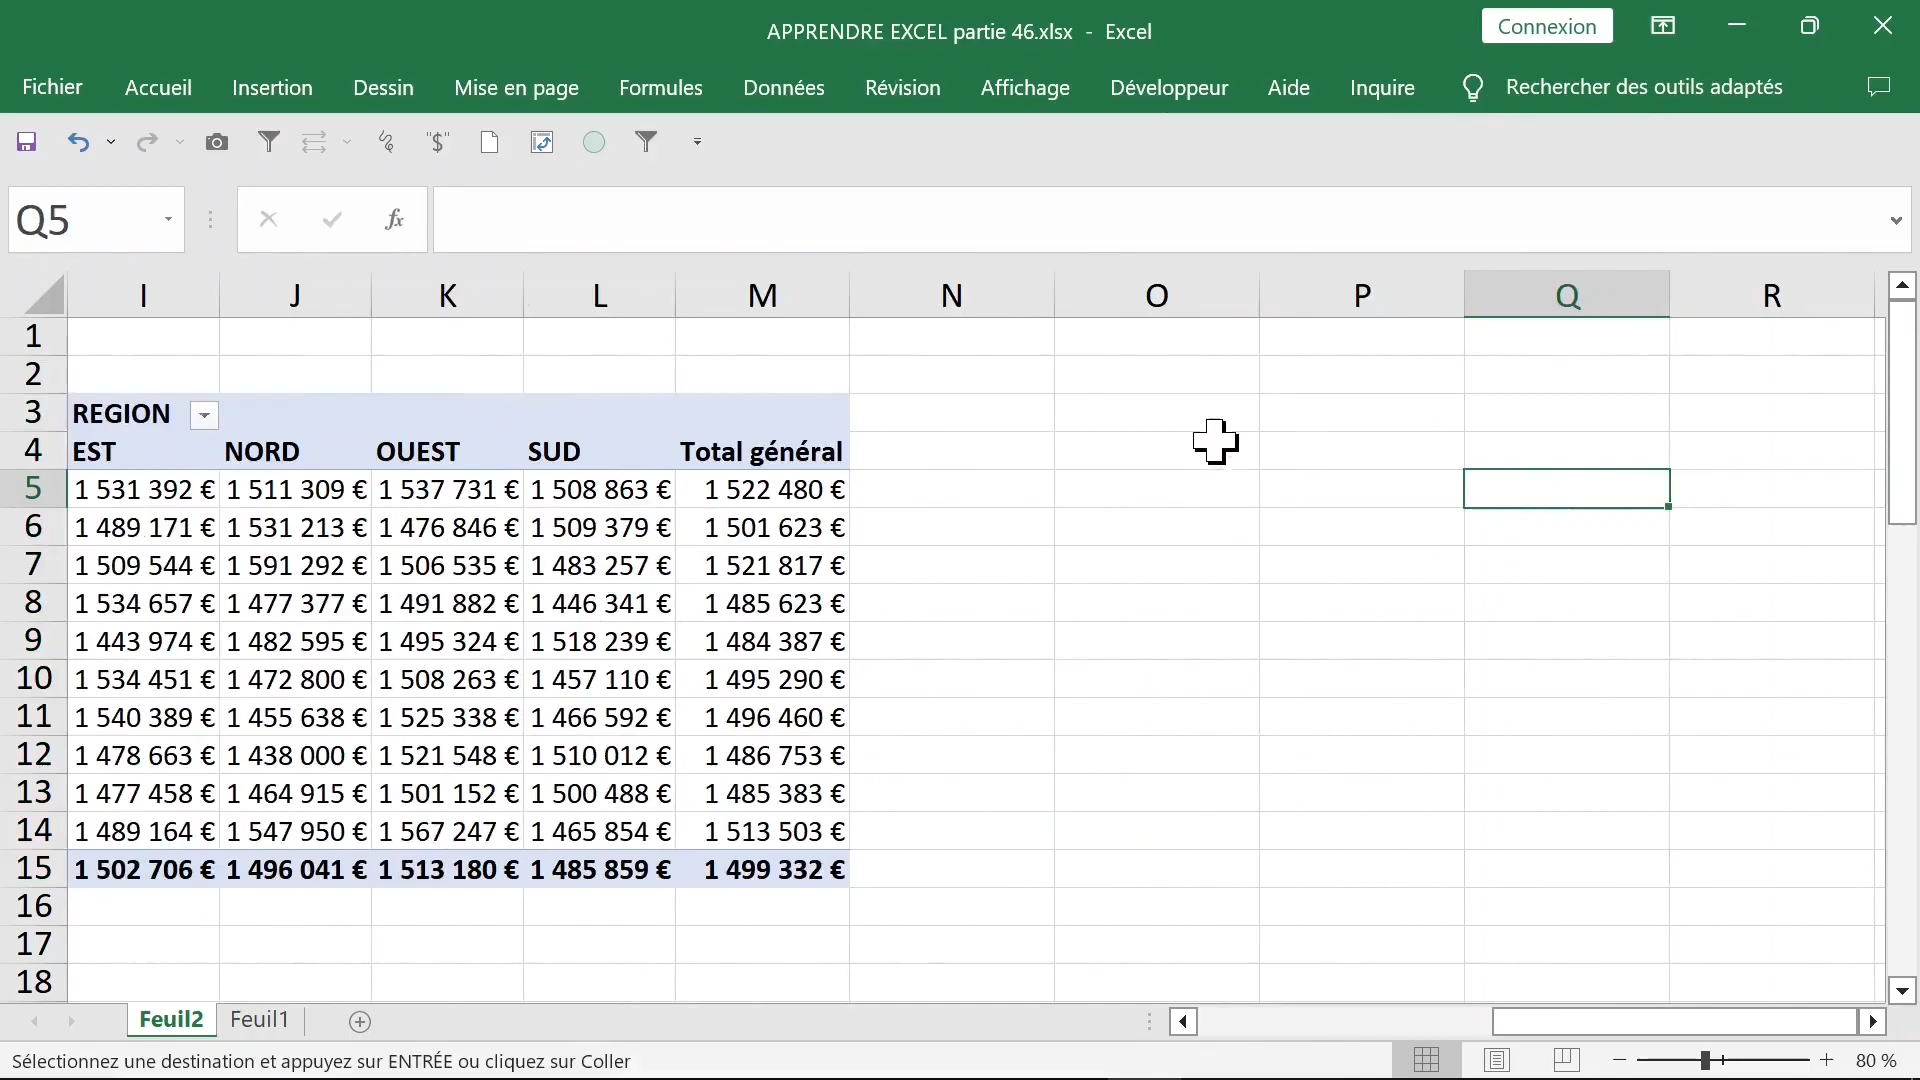 APPRENDRE EXCEL partie 46.xlsx - Excel
Connexion
Fichier Accueil Insertion Dessin Mise en page Formules Données Révision Affichage Développeur Aide Inquire Rechercher des outils adaptés
"$"
Q5 fx
I J K L M N O P Q R
1
2
3 REGION
4 EST NORD OUEST SUD Total général
5 1 531 392 € 1 511 309 € 1 537 731 € 1 508 863 € 1 522 480 €
6 1 489 171 € 1 531 213 € 1 476 846 € 1 509 379 € 1 501 623 €
7 1 509 544 € 1 591 292 € 1 506 535 € 1 483 257 € 1 521 817 €
8 1 534 657 € 1 477 377 € 1 491 882 € 1 446 341 € 1 485 623 €
9 1 443 974 € 1 482 595 € 1 495 324 € 1 518 239 € 1 484 387 €
10 1 534 451 € 1 472 800 € 1 508 263 € 1 457 110 € 1 495 290 €
11 1 540 389 € 1 455 638 € 1 525 338 € 1 466 592 € 1 496 460 €
12 1 478 663 € 1 438 000 € 1 521 548 € 1 510 012 € 1 486 753 €
13 1 477 458 € 1 464 915 € 1 501 152 € 1 500 488 € 1 485 383 €
14 1 489 164 € 1 547 950 € 1 567 247 € 1 465 854 € 1 513 503 €
15 1 502 706 € 1 496 041 € 1 513 180 € 1 485 859 € 1 499 332 €
16
17
18
Feuil2 Feuil1
Sélectionnez une destination et appuyez sur ENTRÉE ou cliquez sur Coller
80 %